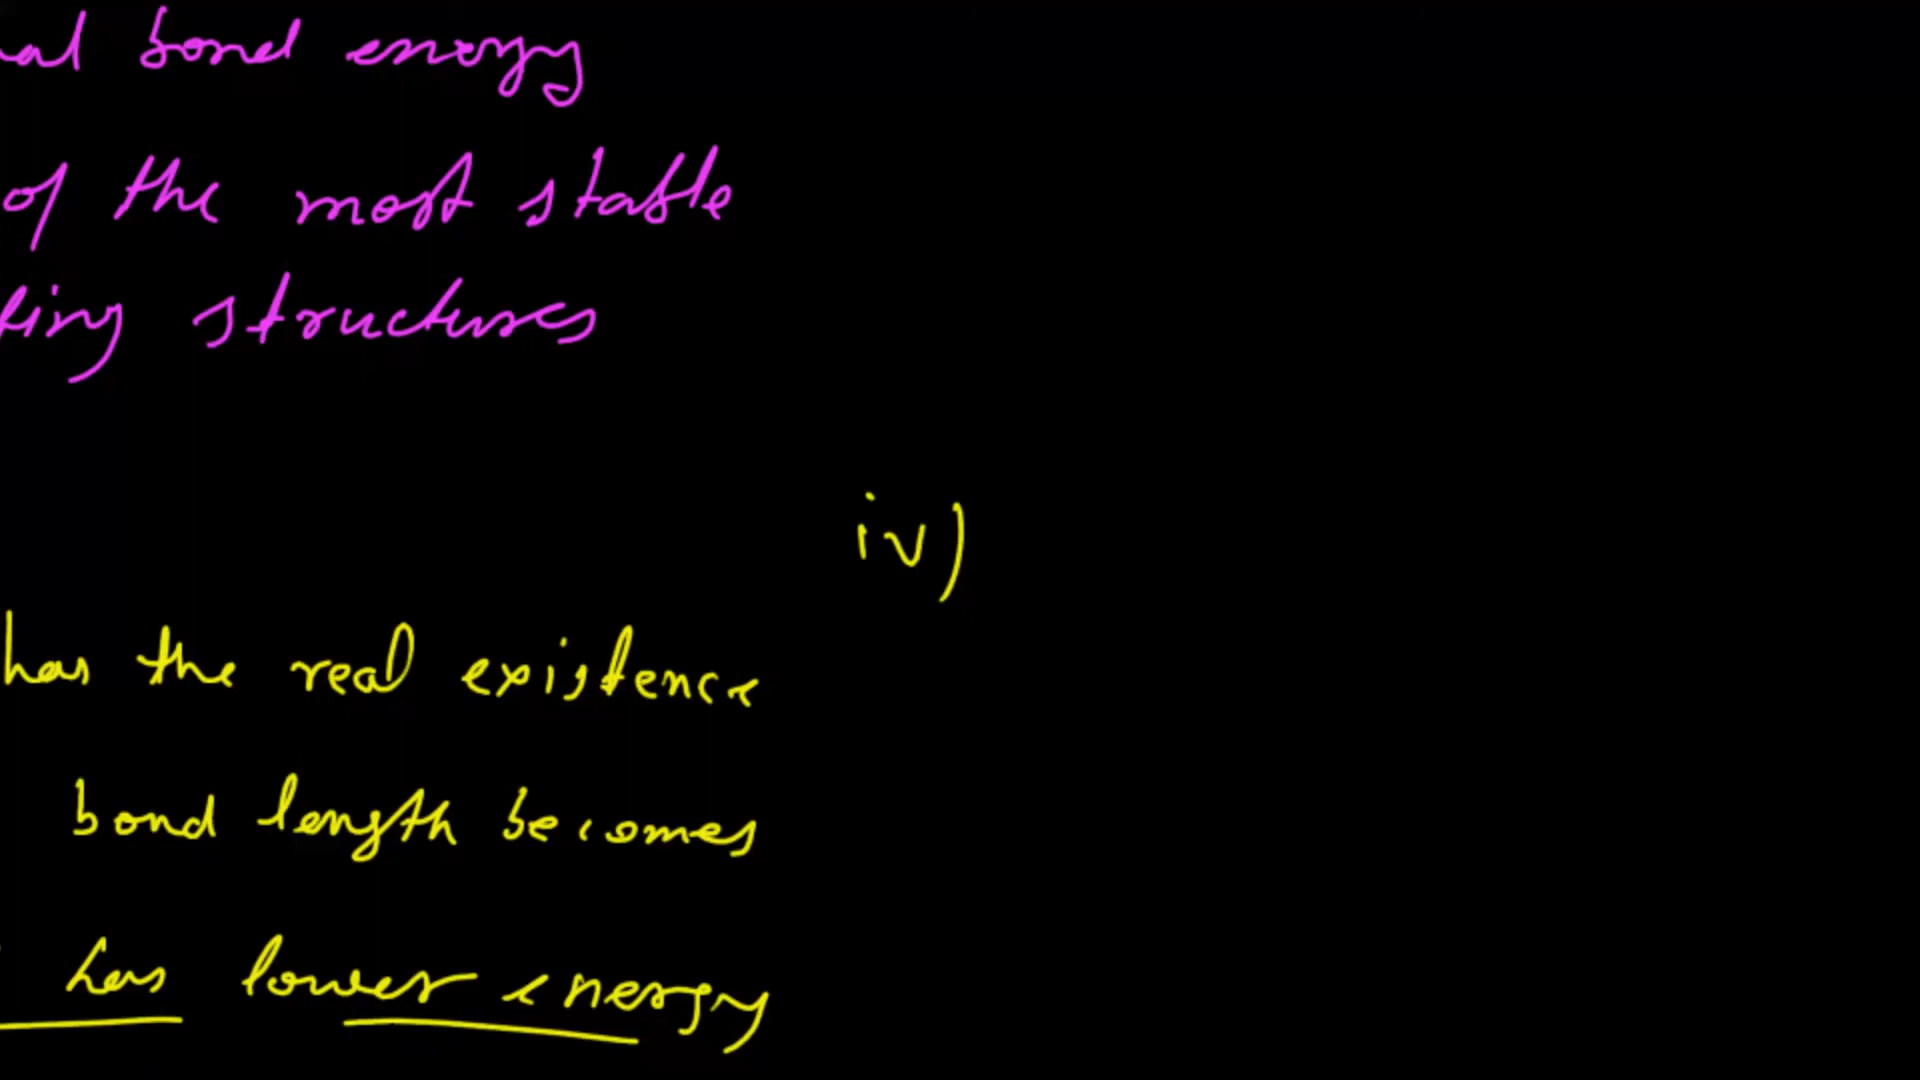 al bond energy
of the most stable
ting structures
iv)
has the real existence
bond length becomes
has lower energy